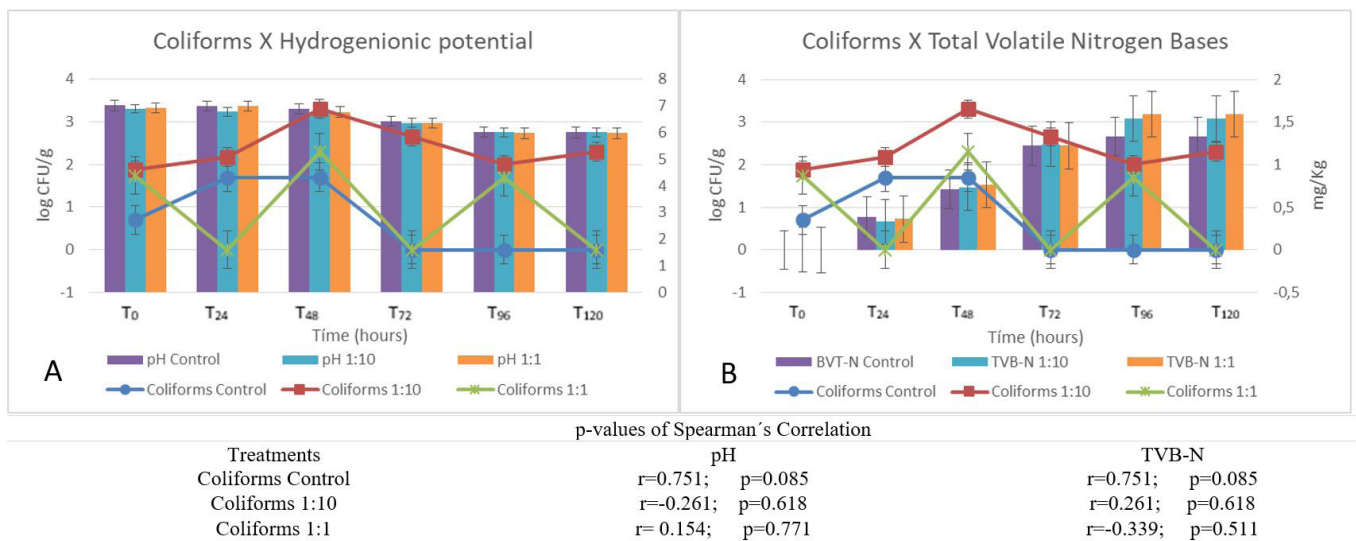 Coliforms X Hydrogenionic potential
4
3
2
1
0
-1
log CFU/g
8
7
6
5
4
3
2
1
0
T0 T24 T48 T72 T96 T120
Tíme (hours)
pH Control pH 1:10 pH 1:1
Coliforms Control Coliforms 1:10 Coliforms 1:1
A
Coliforms X Total Volatile Nitrogen Bases
4
3
2
1
0
-1
log CFU/g
2
1,5
1
0,5
0
-0,5
mg/Kg
T0 T24 T48 T72 T96 T120
Tíme (hours)
BVT-N Control TVB-N 1:10 TVB-N 1:1
Coliforms Control Coliforms 1:10 Coliforms 1:1
B
p-values of Spearman´s Correlation
Treatments pH TVB-N
Coliforms Control r=0.751; p=0.085 r=0.751; p=0.085
Coliforms 1:10 r=-0.261; p=0.618 r=0.261; p=0.618
Coliforms 1:1 r= 0.154; p=0.771 r=-0.339; p=0.511